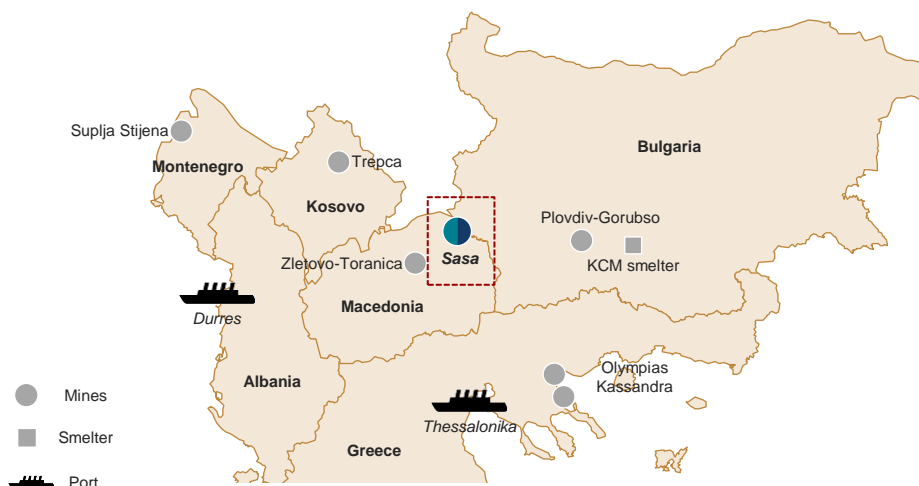 Suplja Stijena
Montenegro
Trepca
Kosovo
Bulgaria
Plovdiv-Gorubso
KCM smelter
Sasa
Zletovo-Toranica
Macedonia
Durres
Albania
Olympias
Kassandra
Thessalonika
Greece
Mines
Smelter
Port